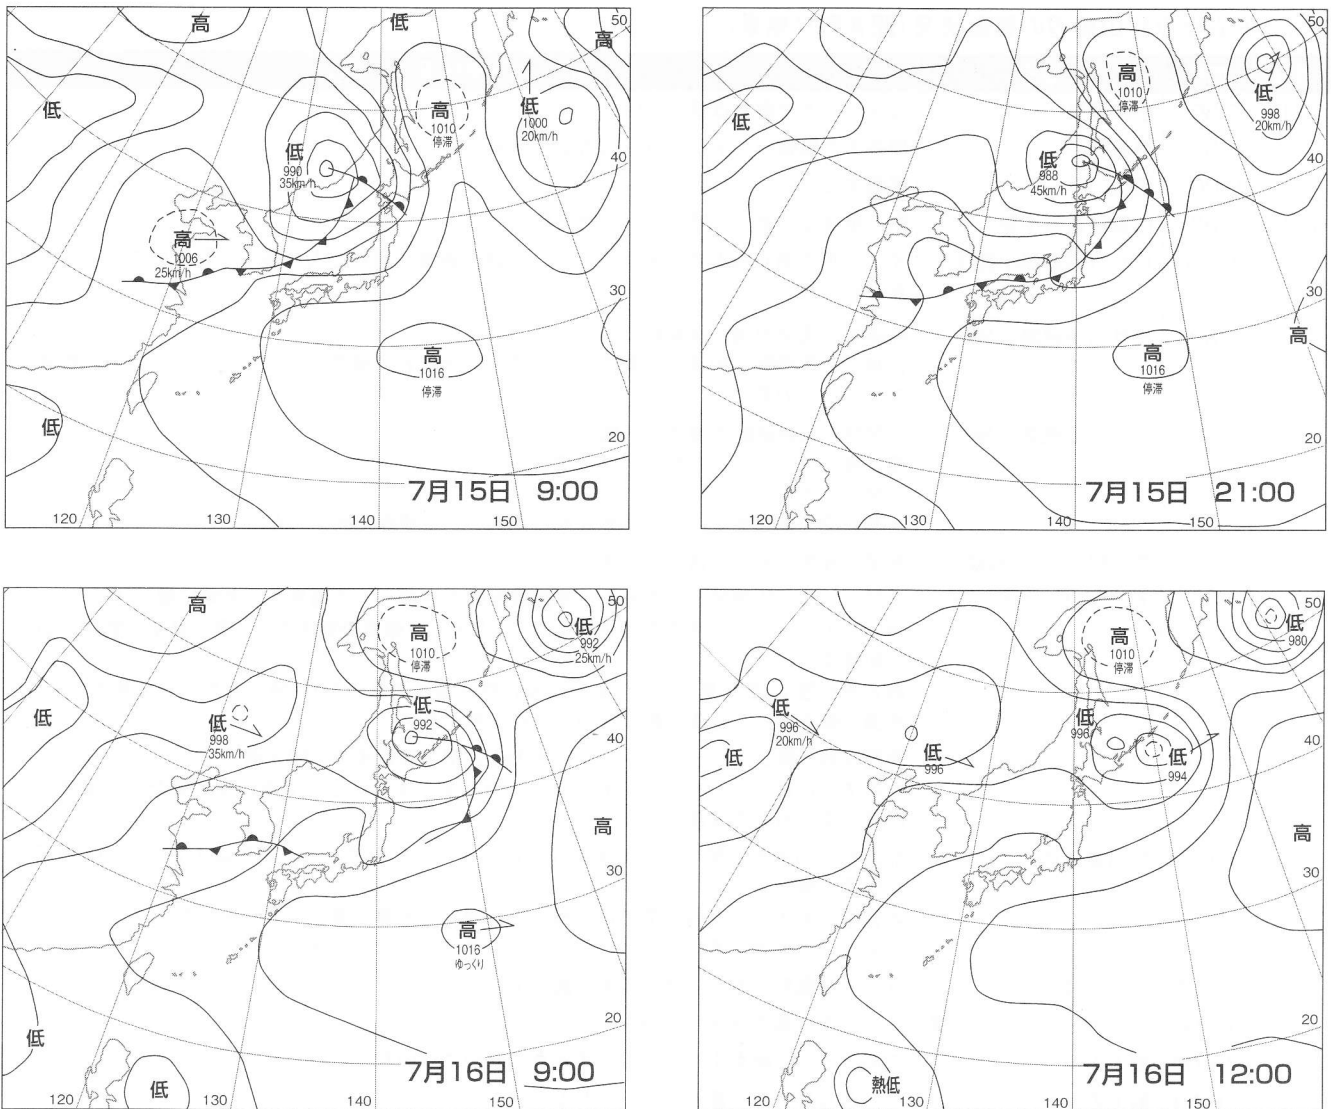 高
低
50
高
低
高
1010
停滞
低
1000
20km/h
低
990
35km/h
40
高
1006
25km/h
30
高
1016
停滞
低
20
7月15日 9:00
120
130
140
150
50
高
1010
停滞
低
998
20km/h
低
低
988
45km/h
40
30
高
高
1016
停滞
20
7月15日 21:00
120
130
140
150
高
50
高
1010
停滞
低
992
25km/h
低
低
998
35km/h
低
992
40
高
30
高
1016
ゆっくり
20
低
7月16日 9:00
低
120
130
140
150
50
高
1010
停滞
低
980
低
996
20km/h
低
996
低
低
996
低
994
40
高
30
20
7月16日 12:00
熱低
120
130
140
150